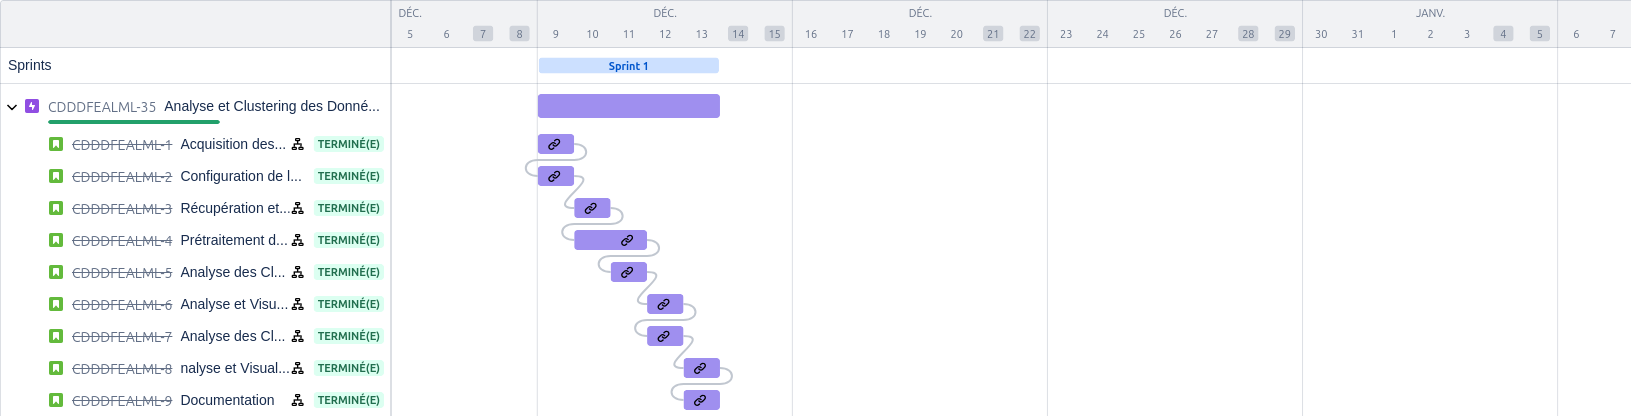 DÉC. DÉC. DÉC. DÉC. JANV.
5 6 7 8 9 10 11 12 13 14 15 16 17 18 19 20 21 22 23 24 25 26 27 28 29 30 31 1 2 3 4 5 6 7
Sprints Sprint 1
CDDDFEALML-35 Analyse et Clustering des Donné...
CDDDFEALML-1 Acquisition des... TERMINÉ(E)
CDDDFEALML-2 Configuration de l... TERMINÉ(E)
CDDDFEALML-3 Récupération et... TERMINÉ(E)
CDDDFEALML-4 Prétraitement d... TERMINÉ(E)
CDDDFEALML-5 Analyse des Cl... TERMINÉ(E)
CDDDFEALML-6 Analyse et Visu... TERMINÉ(E)
CDDDFEALML-7 Analyse des Cl... TERMINÉ(E)
CDDDFEALML-8 nalyse et Visual... TERMINÉ(E)
CDDDFEALML-9 Documentation TERMINÉ(E)